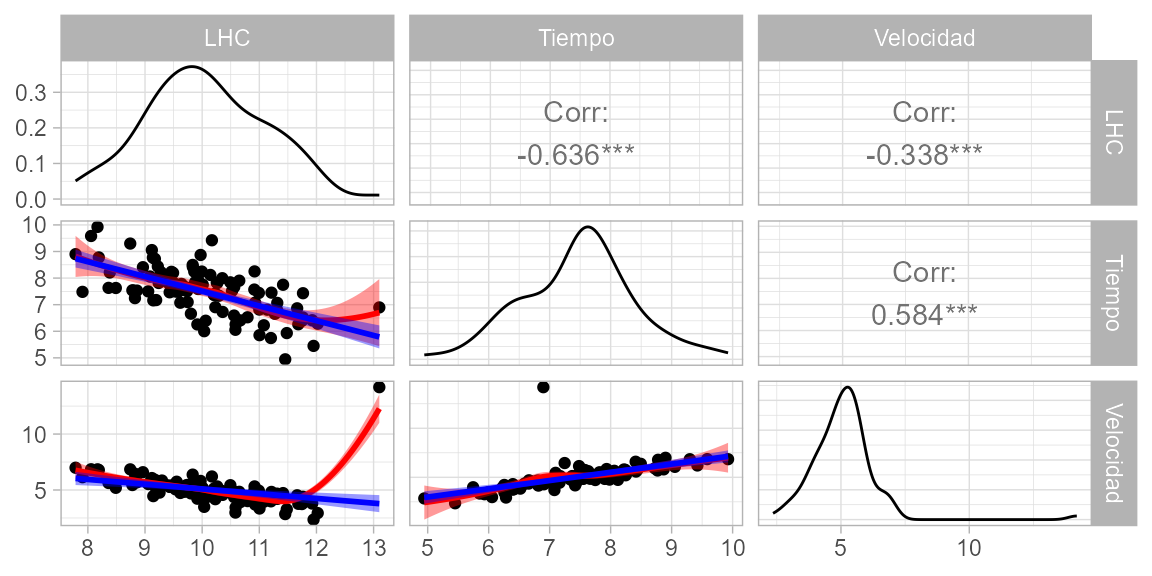 LHC Tiempo Velocidad
0.3
0.2
0.1
0.0
Corr:
-0.636***
Corr:
-0.338***
LHC
10
9
8
7
6
5
Corr:
0.584***
Tiempo
10
5
Velocidad
8 9 10 11 12 13
5 6 7 8 9 10
5 10